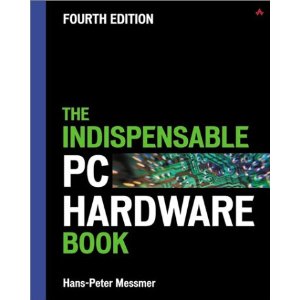 FOURTH EDITION
THE
INDISPENSABLE
PC
HARDWARE
BOOK
Hans-Peter Messmer